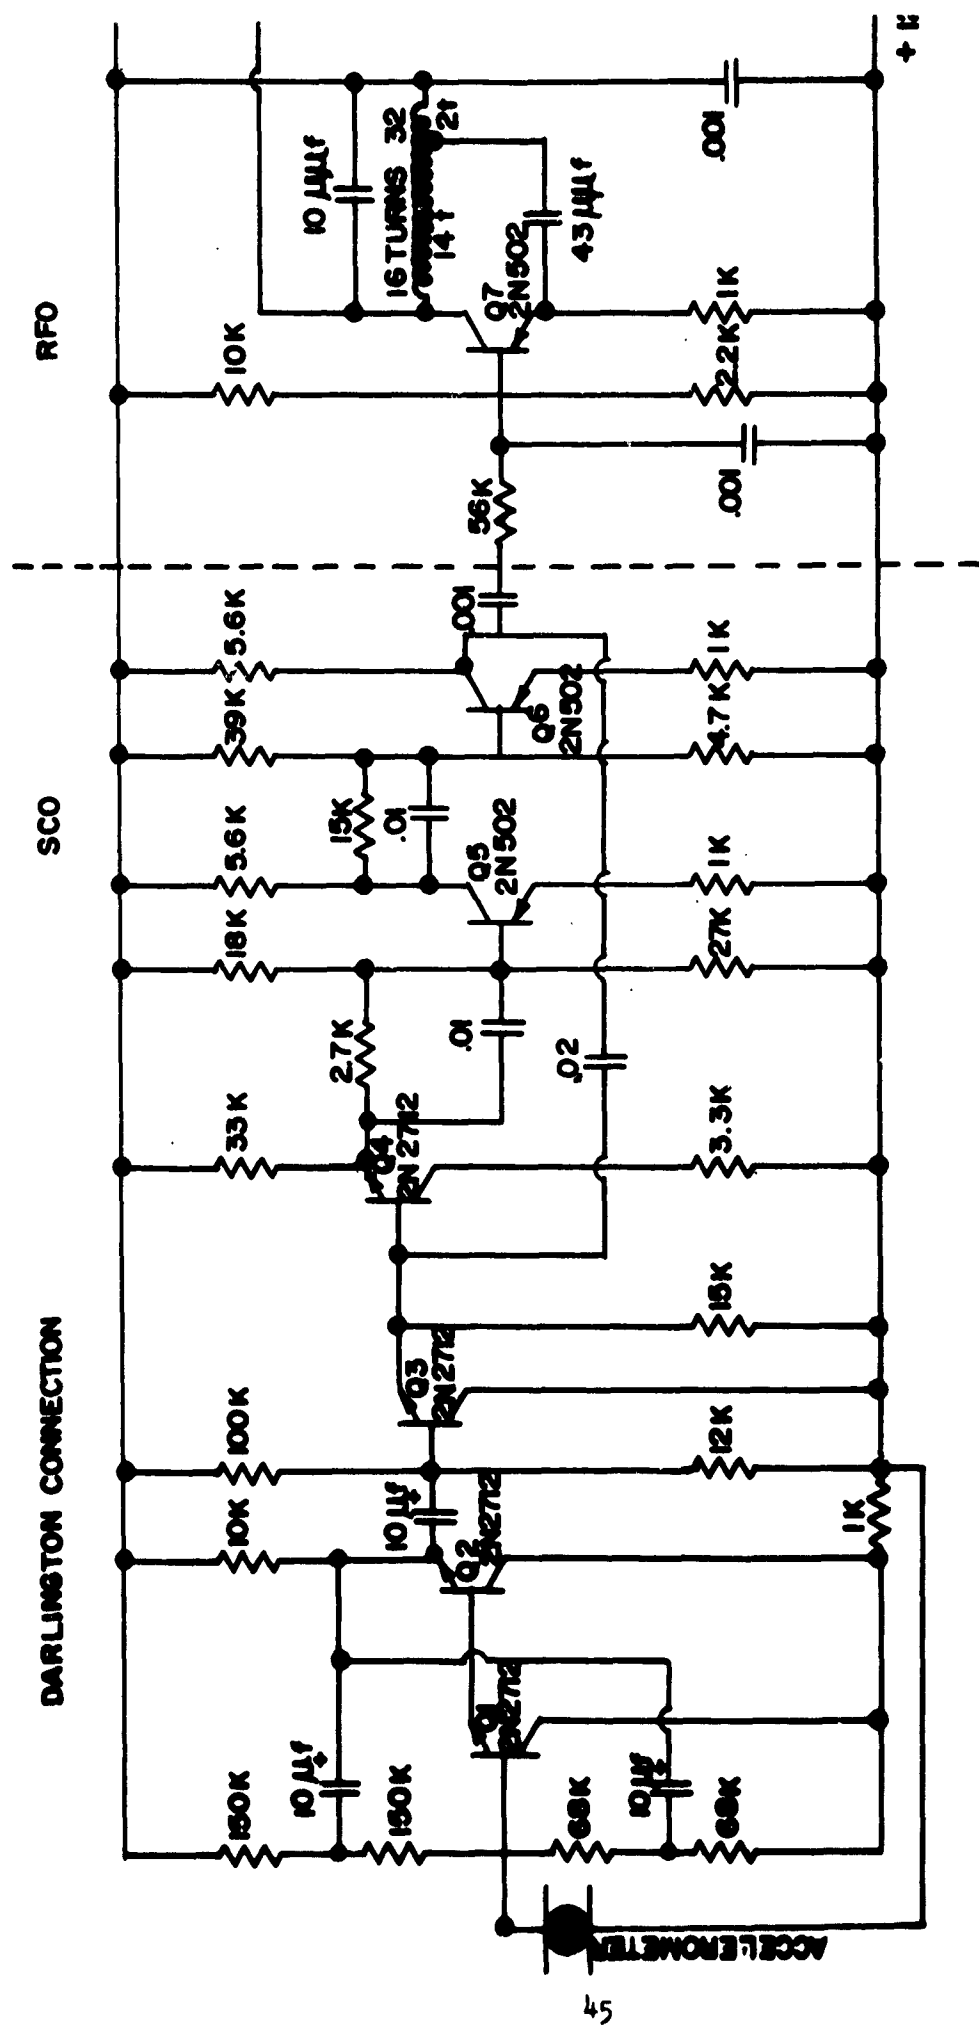 DARLINGTON CONNECTION
SCO
RFO
150K
10 μf
+
150K
68K
10 μf
+
68K
ACCELEROMETER
Q1
2N2712
10K
Q2
2N2712
10 μf
+
1K
100K
12K
Q3
2N2712
15K
33K
Q4
2N2712
3.3K
2.7K
.01
.02
18K
27K
5.6K
Q5
2N502
1K
15K
.01
39K
4.7K
5.6K
Q6
2N502
1K
.001
56K
.001
10K
2.2K
Q7
2N502
1K
10 μμf
16 TURNS 32
14t
2t
43 μμf
.001
+
45